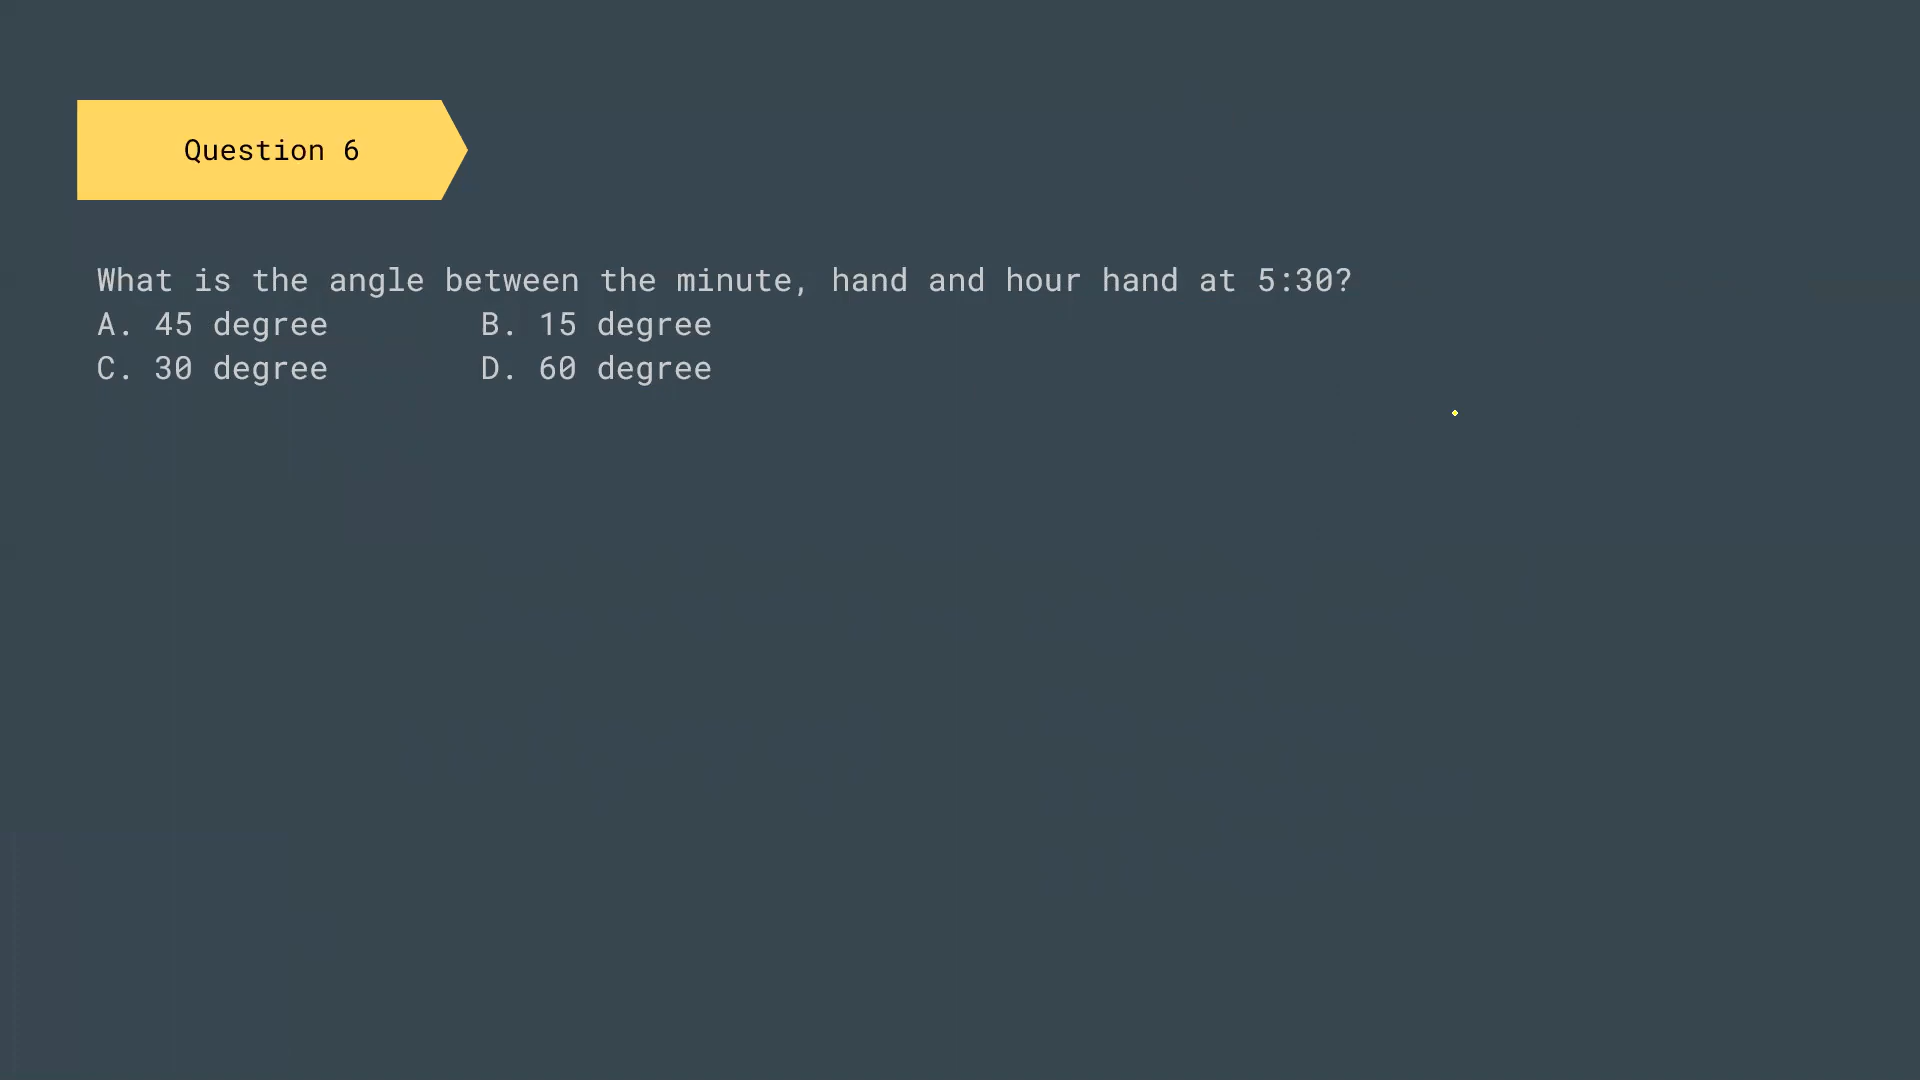 Question 6
What is the angle between the minute, hand and hour hand at 5:30?
A. 45 degree B. 15 degree
C. 30 degree D. 60 degree